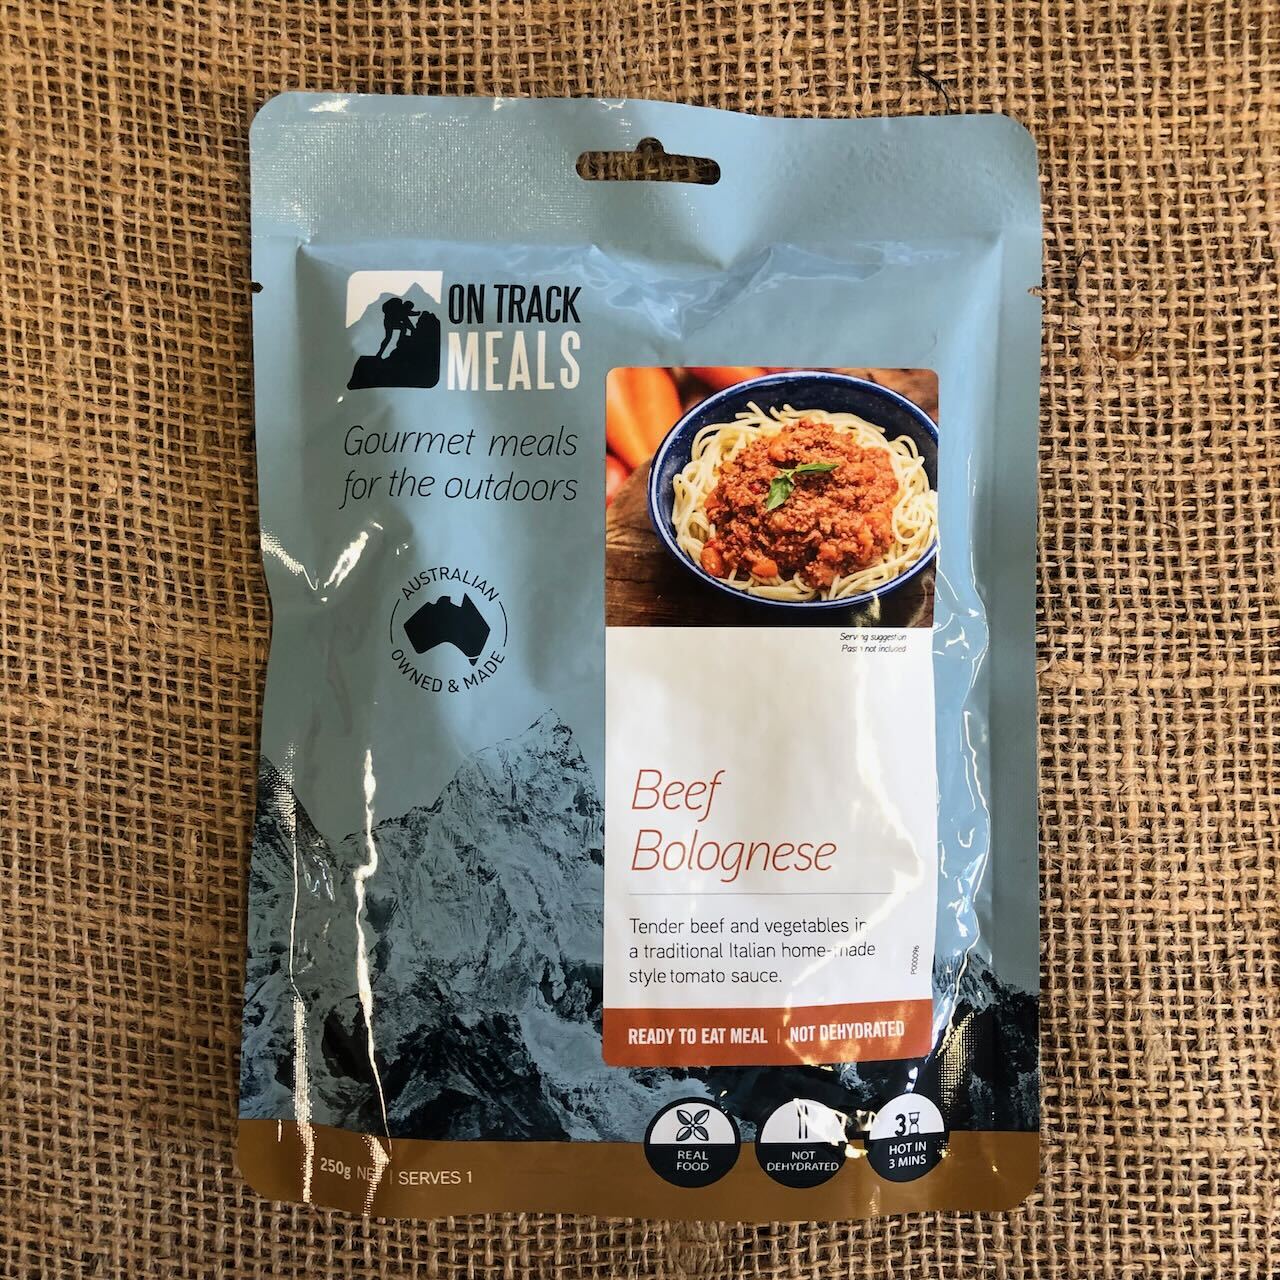 ON TRACK
MEALS
Gourmet meals
for the outdoors
AUSTRALIAN
OWNED & MADE
Serving suggestion
Pasta not included
Beef
Bolognese
Tender beef and vegetables in
a traditional Italian home-made
style tomato sauce.
P000096
READY TO EAT MEAL | NOT DEHYDRATED
REAL
FOOD
NOT
DEHYDRATED
3
HOT IN
3 MINS
250g NET | SERVES 1